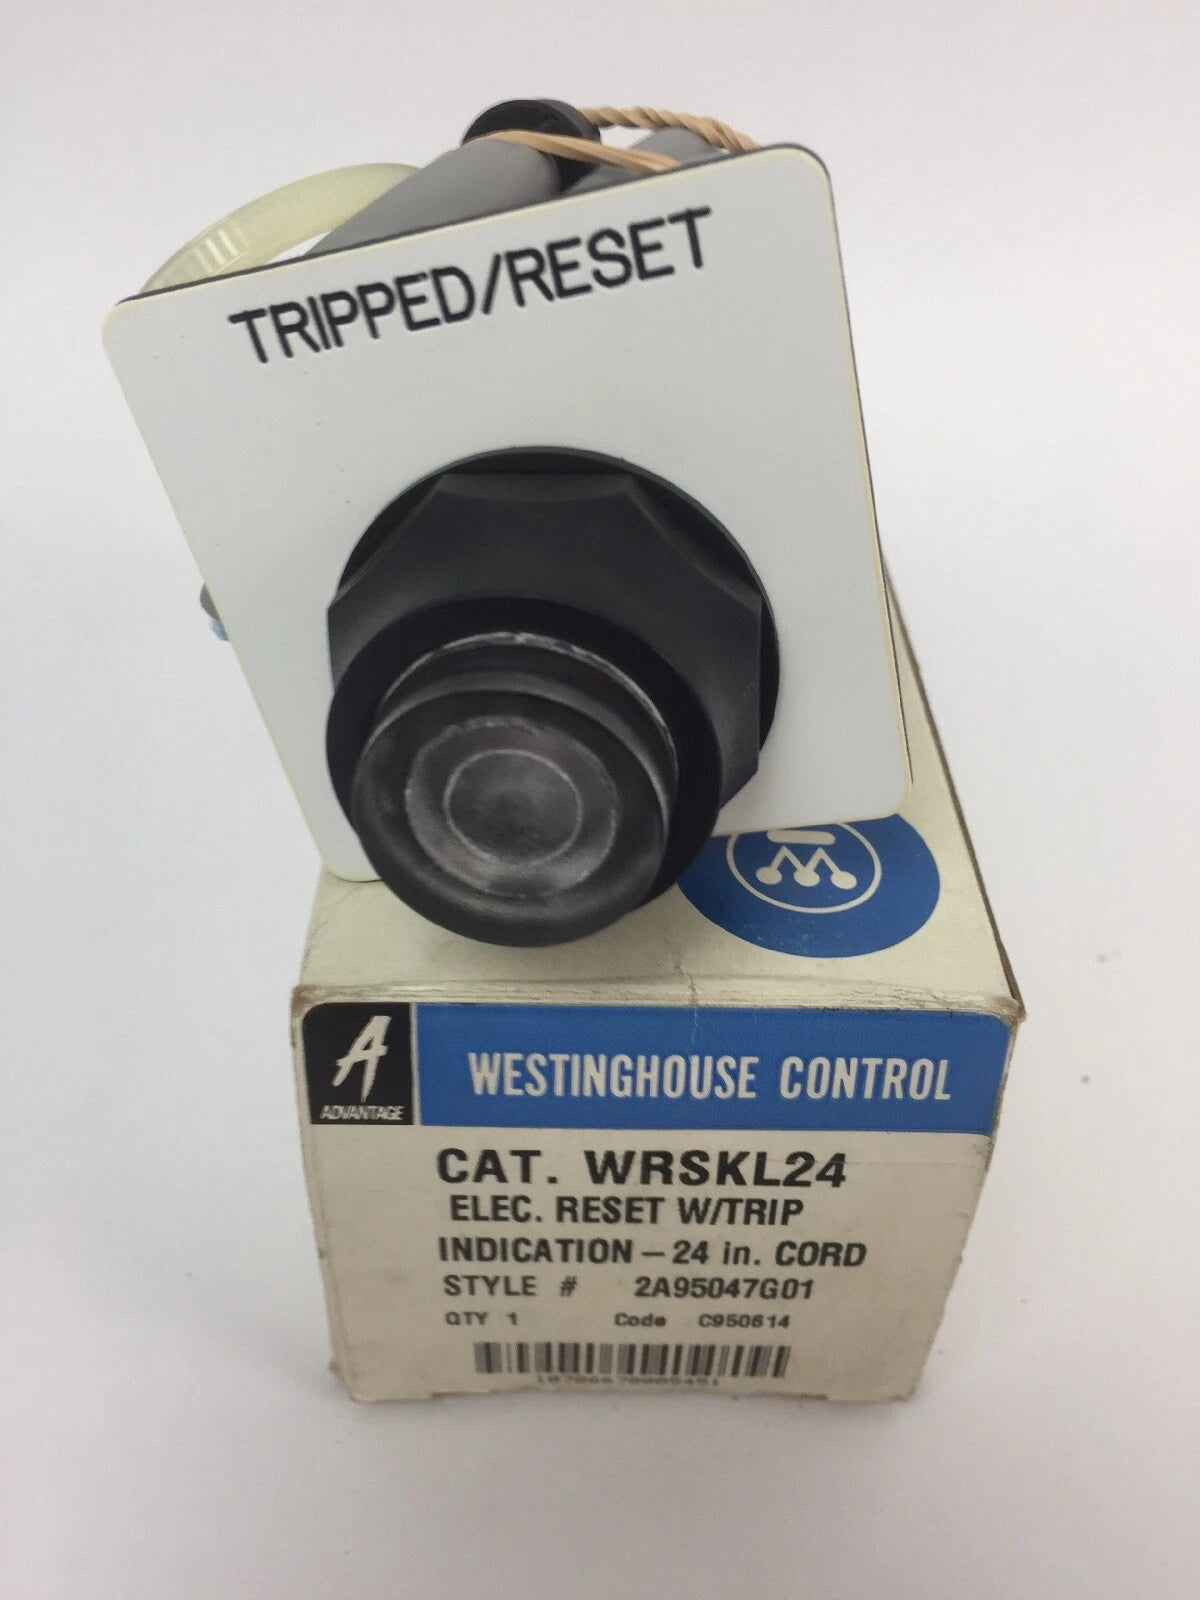 TRIPPED/RESET
W
A
ADVANTAGE
WESTINGHOUSE CONTROL
CAT. WRSKL24
ELEC. RESET W/TRIP
INDICATION – 24 in. CORD
STYLE # 2A95047G01
QTY 1 Code C950614